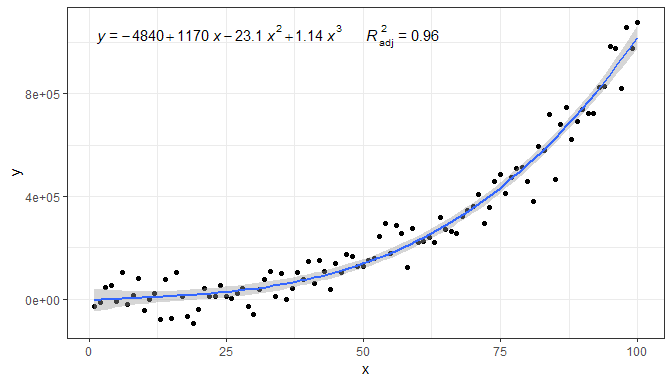 y = −4840 + 1170 x − 23.1 x² + 1.14 x³ R²adj = 0.96
y
8e+05
4e+05
0e+00
0 25 50 75 100
x